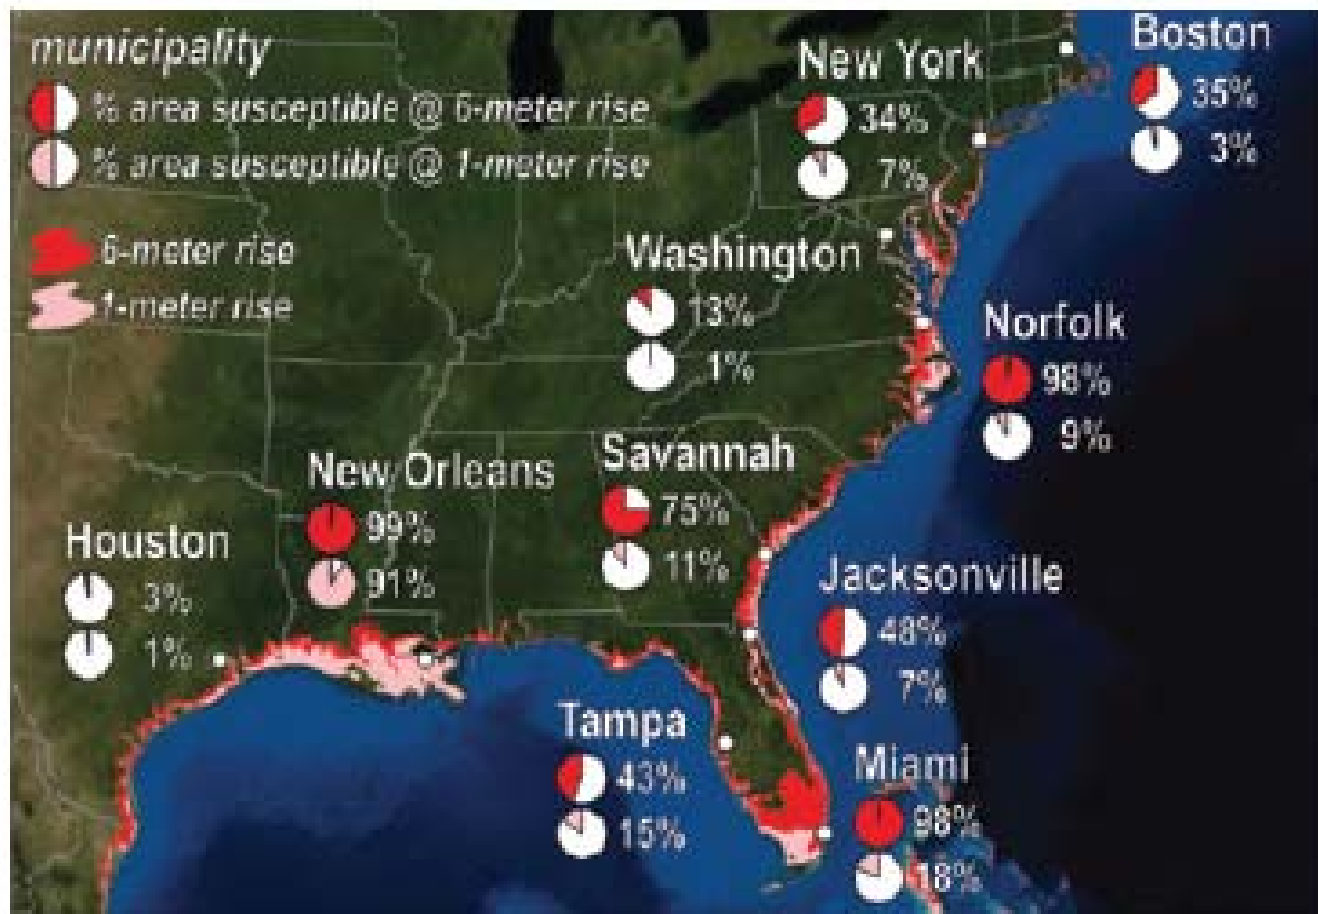 municipality
% area susceptible @ 6-meter rise
% area susceptible @ 1-meter rise
6-meter rise
1-meter rise
Boston
35%
3%
New York
34%
7%
Washington
13%
1%
Norfolk
98%
9%
New Orleans
99%
91%
Savannah
75%
11%
Houston
3%
1%
Jacksonville
48%
7%
Tampa
43%
15%
Miami
98%
18%